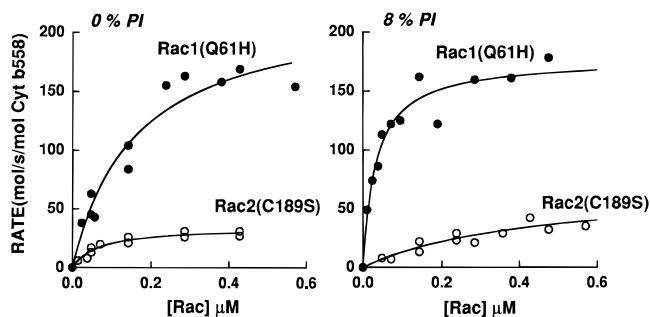 0 % PI
8 % PI
RATE(mol/s/mol Cyt b558)
200
150
100
50
0
Rac1(Q61H)
Rac2(C189S)
0.0
0.2
0.4
0.6
[Rac] µM
200
150
100
50
0
Rac1(Q61H)
Rac2(C189S)
0.0
0.2
0.4
0.6
[Rac] µM